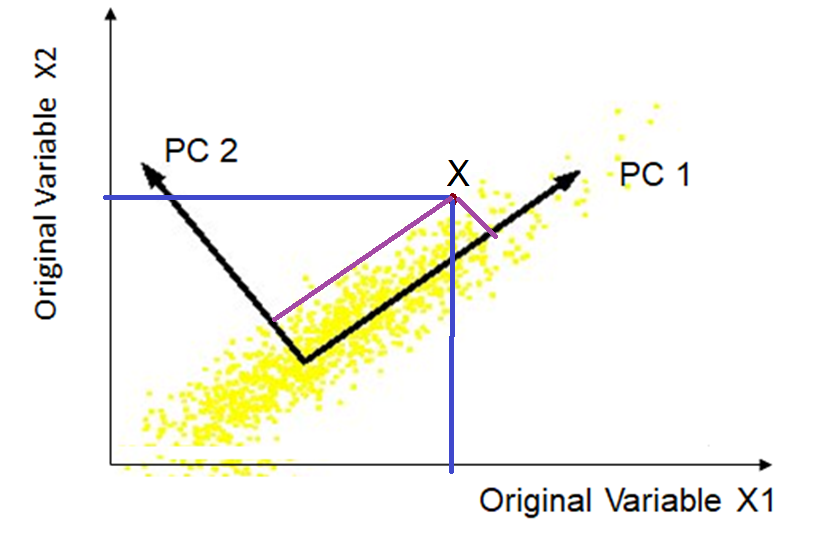 Original Variable X2
PC 2
X
PC 1
Original Variable X1